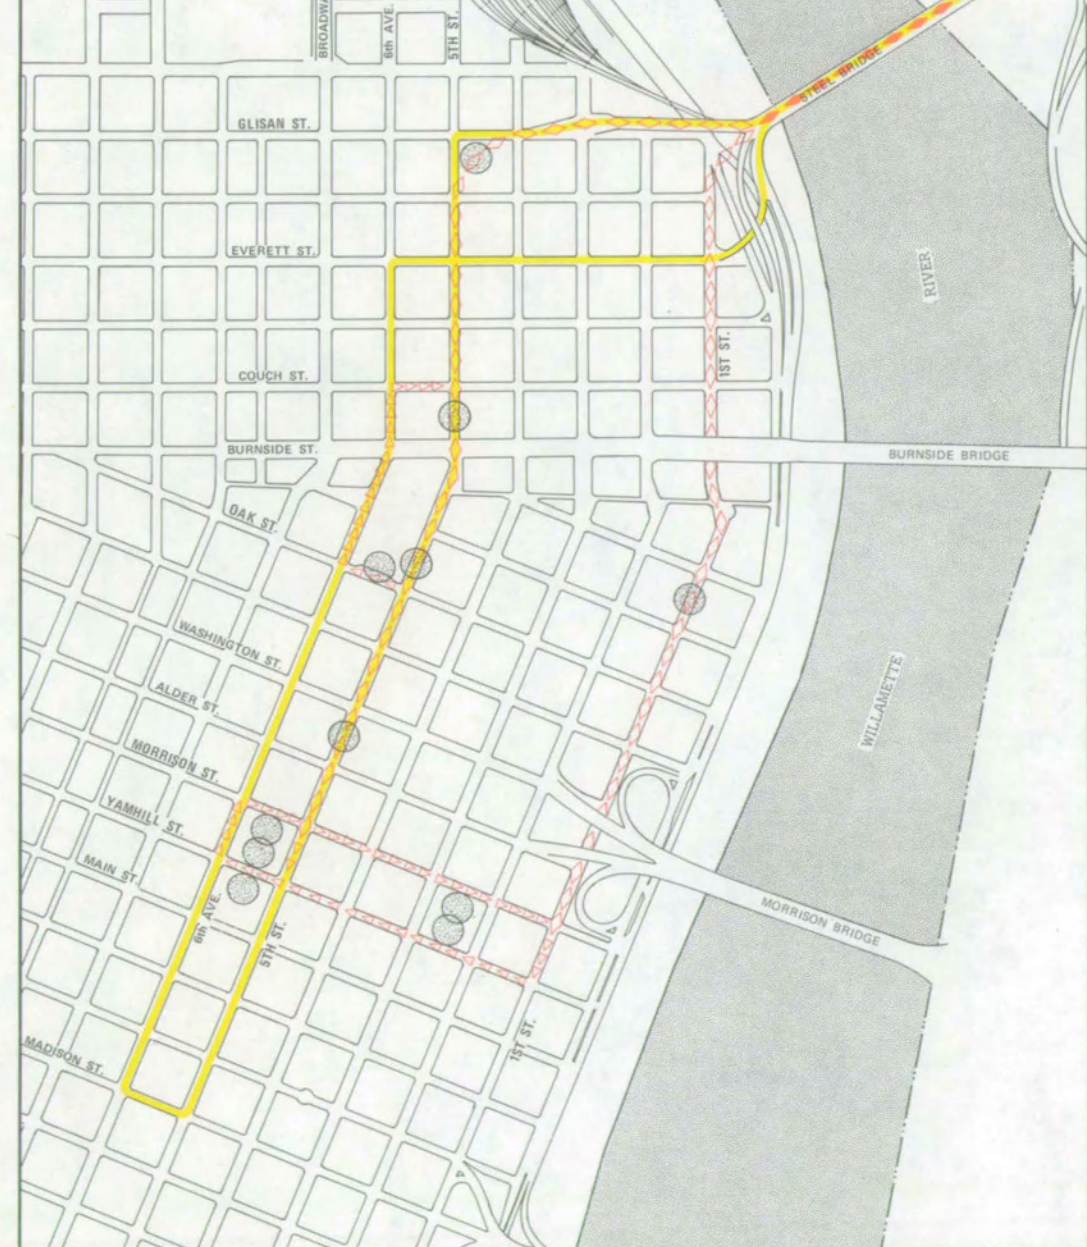 BROADWA
6th AVE.
5TH ST.
STEEL BRIDGE
GLISAN ST.
EVERETT ST.
RIVER
1ST ST.
COUCH ST.
BURNSIDE ST.
BURNSIDE BRIDGE
OAK ST.
WASHINGTON ST.
WILLAMETTE
ALDER ST.
MORRISON ST.
YAMHILL ST.
MAIN ST.
6th AVE.
5TH ST.
MORRISON BRIDGE
1ST ST.
MADISON ST.